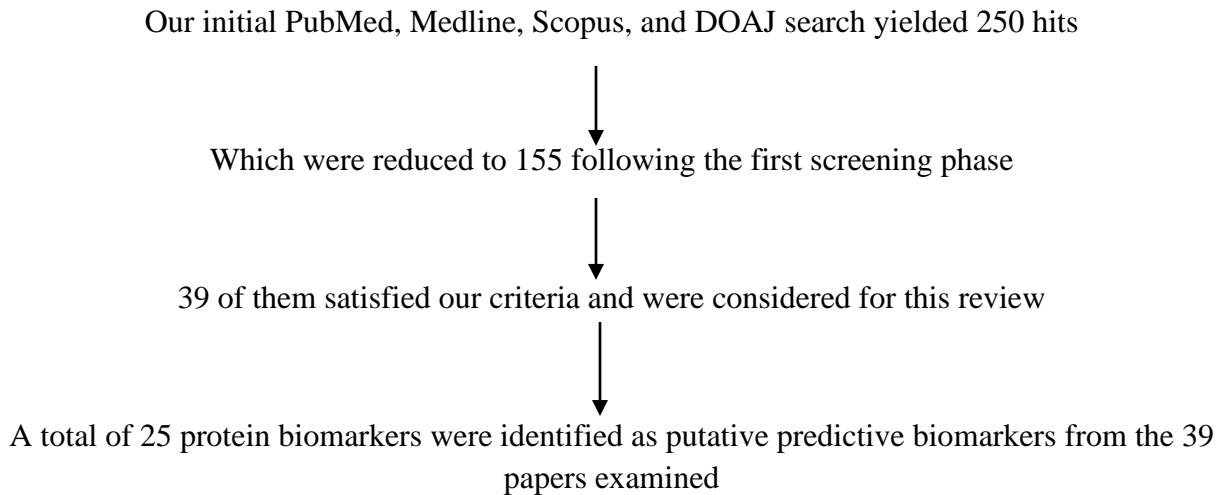 Our initial PubMed, Medline, Scopus, and DOAJ search yielded 250 hits
Which were reduced to 155 following the first screening phase
39 of them satisfied our criteria and were considered for this review
A total of 25 protein biomarkers were identified as putative predictive biomarkers from the 39
papers examined